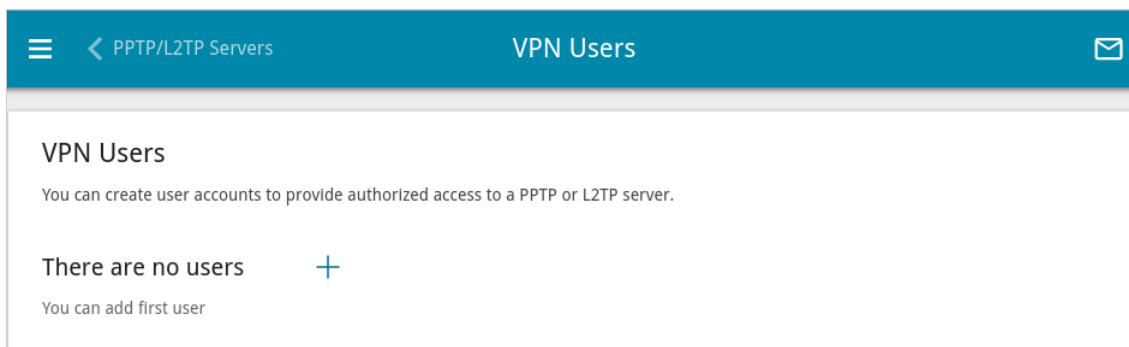 PPTP/L2TP Servers
VPN Users
VPN Users
You can create user accounts to provide authorized access to a PPTP or L2TP server.
There are no users
You can add first user